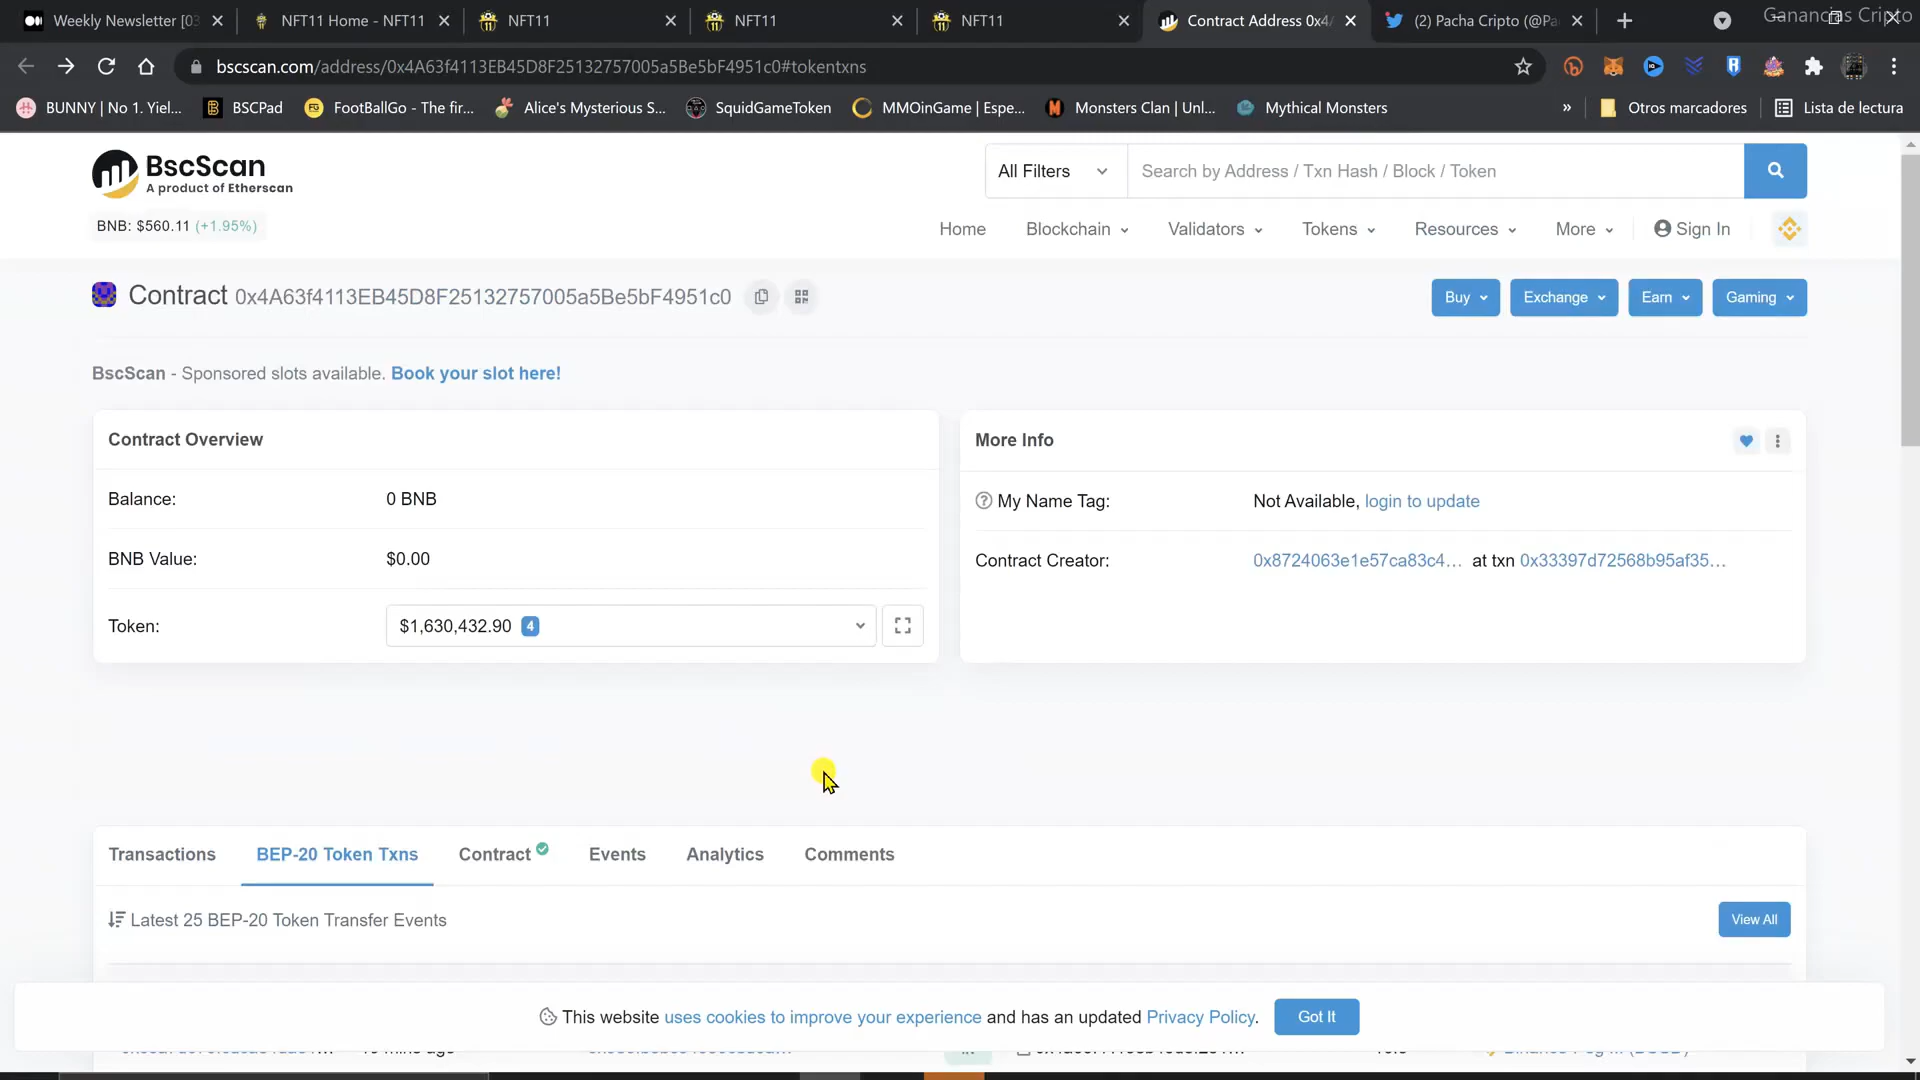 Weekly Newsletter [03
NFT11 Home - NFT11
NFT11
NFT11
NFT11
Contract Address 0x4A
(2) Pacha Cripto (@Pa
Ganancias Cripto
bscscan.com/address/0x4A63f4113EB45D8F25132757005a5Be5bF4951c0#tokentxns
BUNNY | No 1. Yiel...
BSCPad
FootBallGo - The fir...
Alice's Mysterious S...
SquidGameToken
MMOinGame | Espe...
Monsters Clan | Unl...
Mythical Monsters
»
Otros marcadores
Lista de lectura
BscScan
A product of Etherscan
All Filters
Search by Address / Txn Hash / Block / Token
BNB: $560.11 (+1.95%)
Home
Blockchain
Validators
Tokens
Resources
More
Sign In
Contract 0x4A63f4113EB45D8F25132757005a5Be5bF4951c0
Buy
Exchange
Earn
Gaming
BscScan - Sponsored slots available. Book your slot here!
Contract Overview
Balance: 0 BNB
BNB Value: $0.00
Token: $1,630,432.90 4
More Info
My Name Tag: Not Available, login to update
Contract Creator: 0x8724063e1e57ca83c4... at txn 0x33397d72568b95af35...
Transactions
BEP-20 Token Txns
Contract
Events
Analytics
Comments
Latest 25 BEP-20 Token Transfer Events
View All
This website uses cookies to improve your experience and has an updated Privacy Policy.
Got It